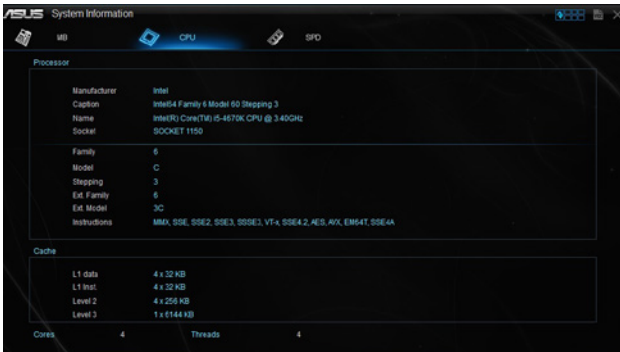 ASUS System Information
MB CPU SPD
Processor
Manufacturer Intel
Caption Intel64 Family 6 Model 60 Stepping 3
Name Intel(R) Core(TM) i5-4670K CPU @ 3.40GHz
Socket SOCKET 1150
Family 6
Model C
Stepping 3
Ext. Family 6
Ext. Model 3C
Instructions MMX, SSE, SSE2, SSE3, SSSE3, VT-x, SSE4.2, AES, AVX, EM64T, SSE4A
Cache
L1 data 4 x 32 KB
L1 Inst. 4 x 32 KB
Level 2 4 x 256 KB
Level 3 1 x 6144 KB
Cores 4 Threads 4